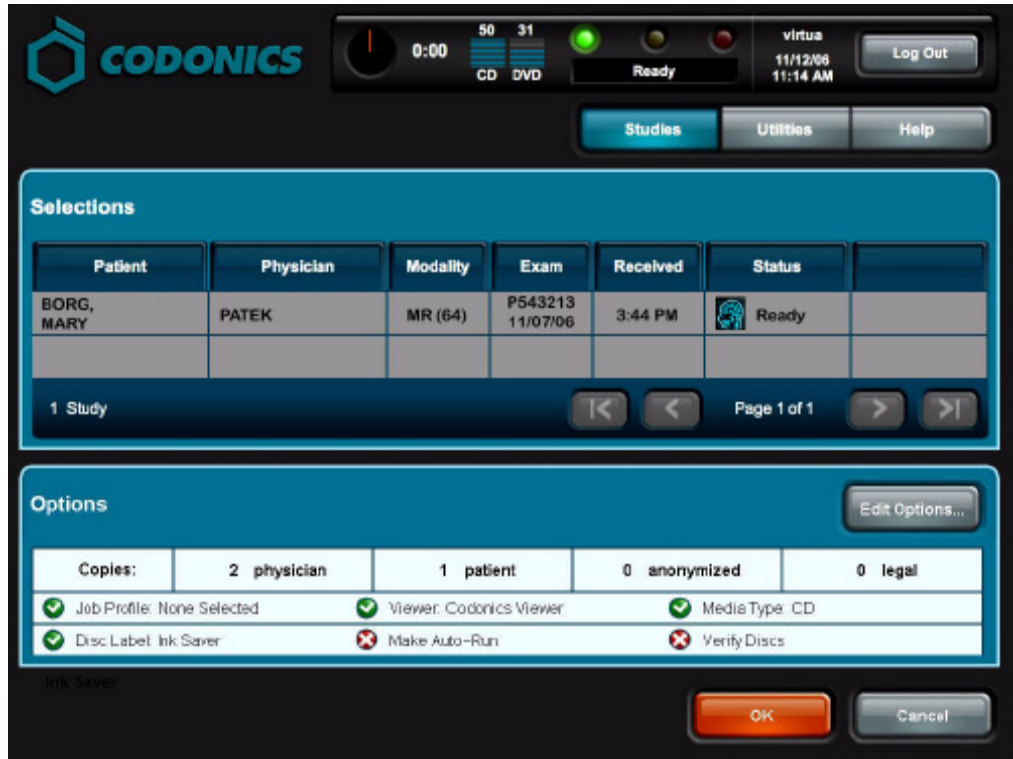 CODONICS
0:00
50 31
CD DVD
Ready
virtua
11/12/06
11:14 AM
Log Out
Studies Utilities Help
Selections
Patient Physician Modality Exam Received Status
BORG,
MARY
PATEK
MR (64)
P543213
11/07/06
3:44 PM
Ready
1 Study
Page 1 of 1
Options
Edit Options...
Copies: 2 physician 1 patient 0 anonymized 0 legal
Job Profile: None Selected Viewer: Codonics Viewer Media Type: CD
Disc Label: Ink Saver Make Auto-Run Verify Discs
Ink Saver
OK Cancel